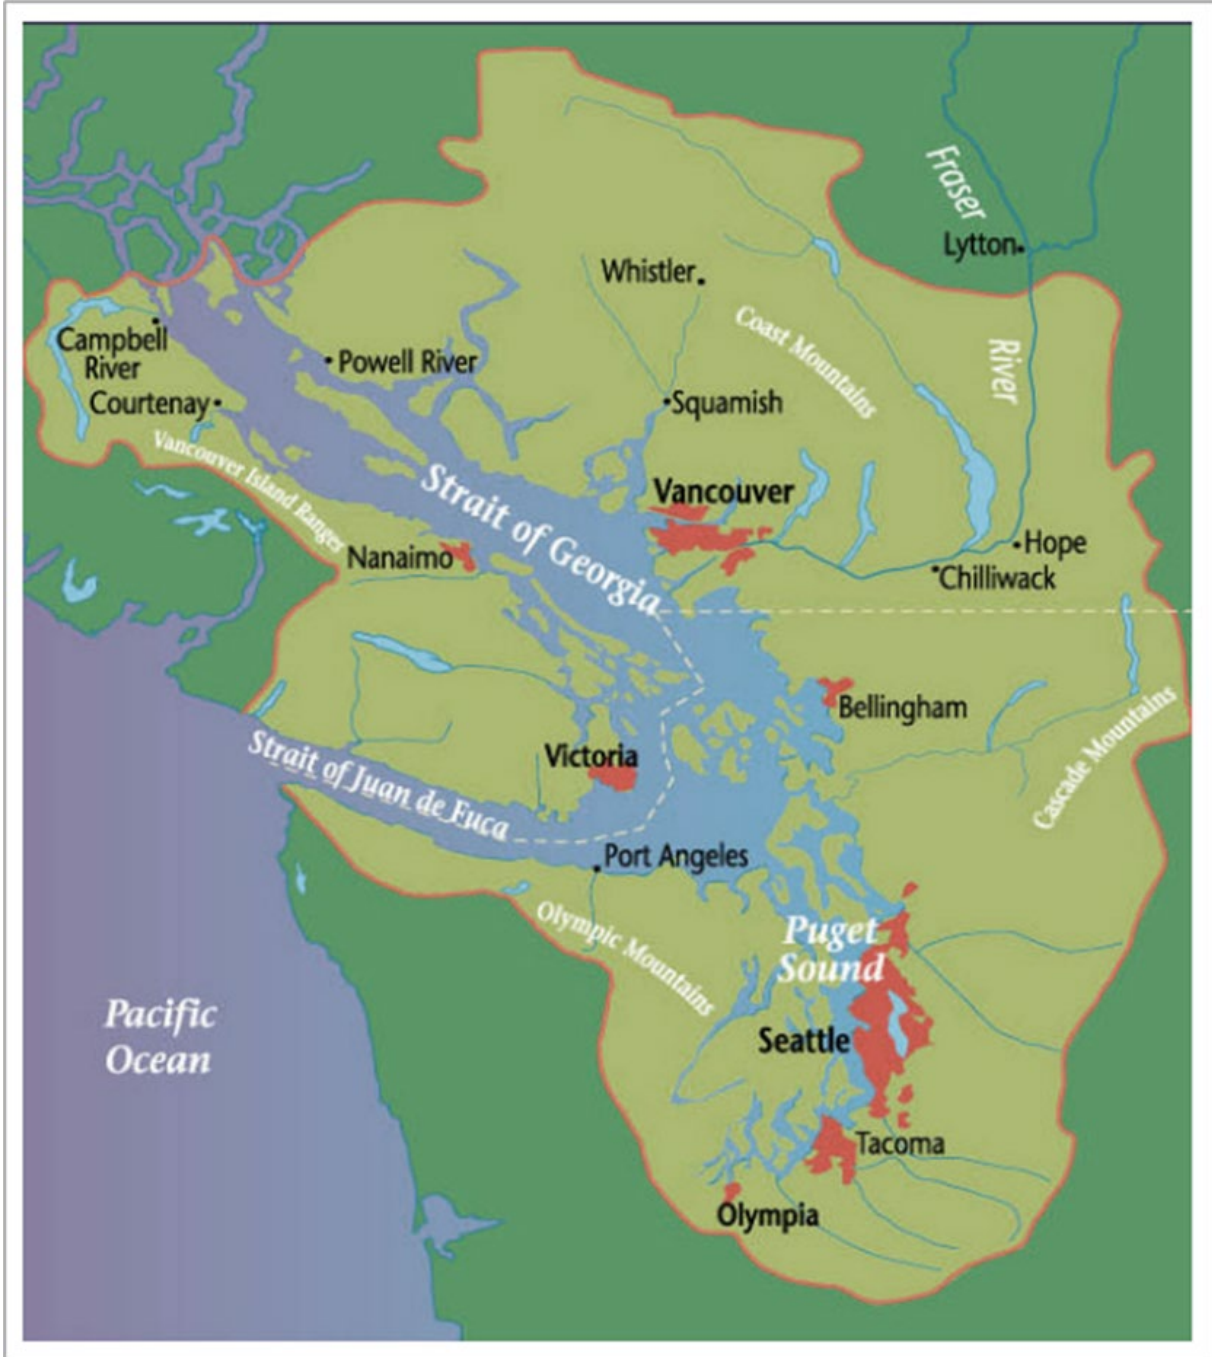 Fraser
Lytton
Whistler
Coast Mountains
River
Campbell
River
Powell River
Courtenay
Squamish
Vancouver Island Ranges
Strait of Georgia
Vancouver
Nanaimo
Hope
Chilliwack
Bellingham
Cascade Mountains
Strait of Juan de Fuca
Victoria
Port Angeles
Olympic Mountains
Puget
Sound
Pacific
Ocean
Seattle
Tacoma
Olympia